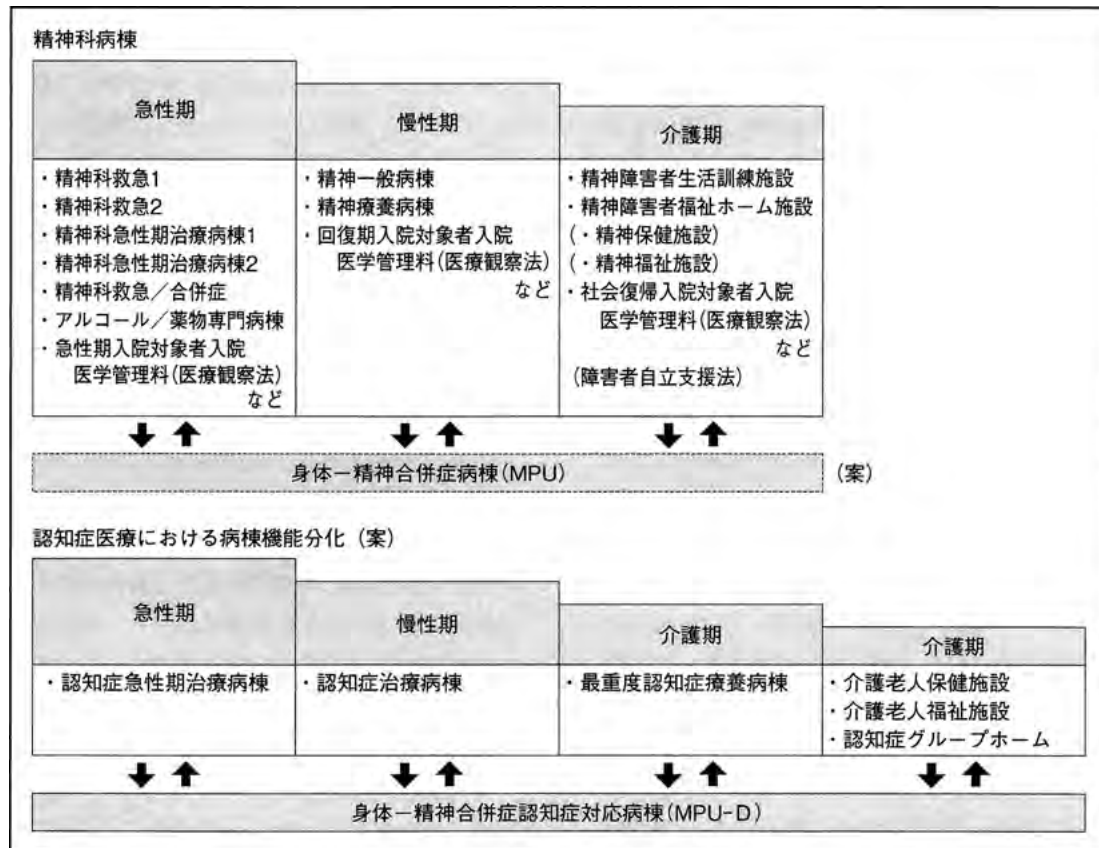 精神科病棟
急性期
慢性期
介護期
・精神科救急1
・精神科救急2
・精神科急性期治療病棟1
・精神科急性期治療病棟2
・精神科救急／合併症
・アルコール／薬物専門病棟
・急性期入院対象者入院
医学管理料(医療観察法)
など
・精神一般病棟
・精神療養病棟
・回復期入院対象者入院
医学管理料(医療観察法)
など
・精神障害者生活訓練施設
・精神障害者福祉ホーム施設
(・精神保健施設)
(・精神福祉施設)
・社会復帰入院対象者入院
医学管理料(医療観察法)
など
(障害者自立支援法)
身体－精神合併症病棟(MPU)
(案)
認知症医療における病棟機能分化（案）
急性期
慢性期
介護期
介護期
・認知症急性期治療病棟
・認知症治療病棟
・最重度認知症療養病棟
・介護老人保健施設
・介護老人福祉施設
・認知症グループホーム
身体－精神合併症認知症対応病棟(MPU-D)